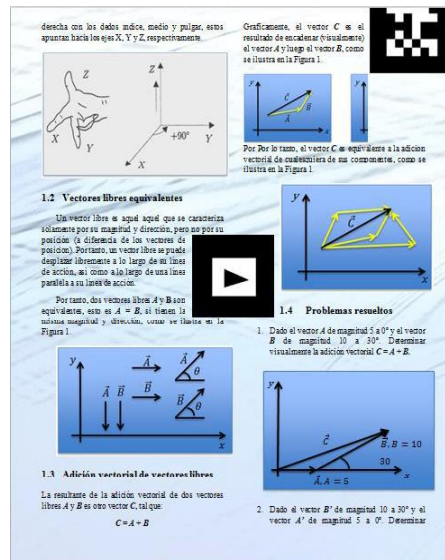 derecha con los dedos índice, medio y pulgar, estos
apuntan hacia los ejes X, Y y Z, respectivamente.
Z
X
Y
Z
+90°
Y
X
1.2 Vectores libres equivalentes
Un vector libre es aquel aquel que se caracteriza
solamente por su magnitud y dirección, pero no por su
posición (a diferencia de los vectores de
posición). Por tanto, un vector libre se puede
desplazar libremente a lo largo de su línea
de acción, así como a lo largo de una línea
paralela a su línea de acción.
Por tanto, dos vectores libres A y B son
equivalentes, esto es A = B, si tienen la
misma magnitud y dirección, como se ilustra en la
Figura 1.
y
A B
A
B
A
θ
B
θ
x
1.3 Adición vectorial de vectores libres
La resultante de la adición vectorial de dos vectores
libres A y B es otro vector C, tal que:
C = A + B
Graficamente, el vector C es el
resultado de encadenar (visualmente)
el vector A y luego el vector B, como
se ilustra en la Figura 1.
y
C
B
A
x
y
Por Por lo tanto, el vector C es equivalente a la adicion
vectorial de cualesquiera de sus componentes, como se
ilustra en la Figura 1.
y
C
x
1.4 Problemas resueltos
1. Dado el vector A de magnitud 5 a 0° y el vector
B de magnitud 10 a 30°. Determinar
visualmente la adición vectorial C = A + B.
y
C
B, B = 10
30
A, A = 5
x
2. Dado el vector B' de magnitud 10 a 30° y el
vector A' de magnitud 5 a 0°. Determinar